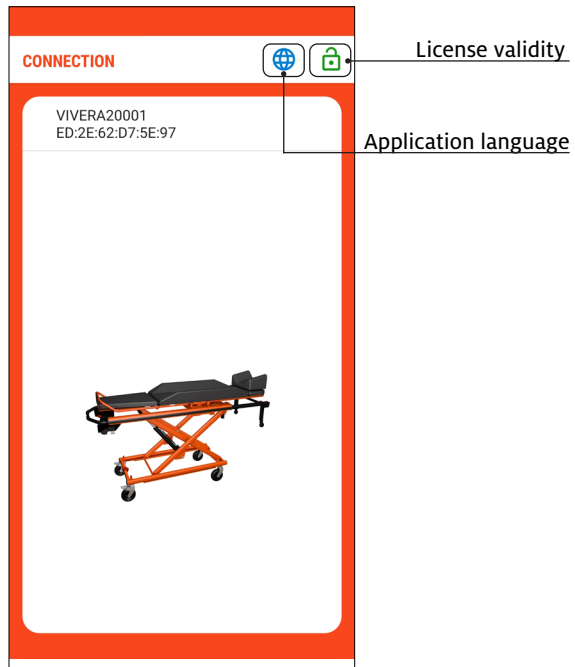 CONNECTION
License validity
Application language
VIVERA20001
ED:2E:62:D7:5E:97